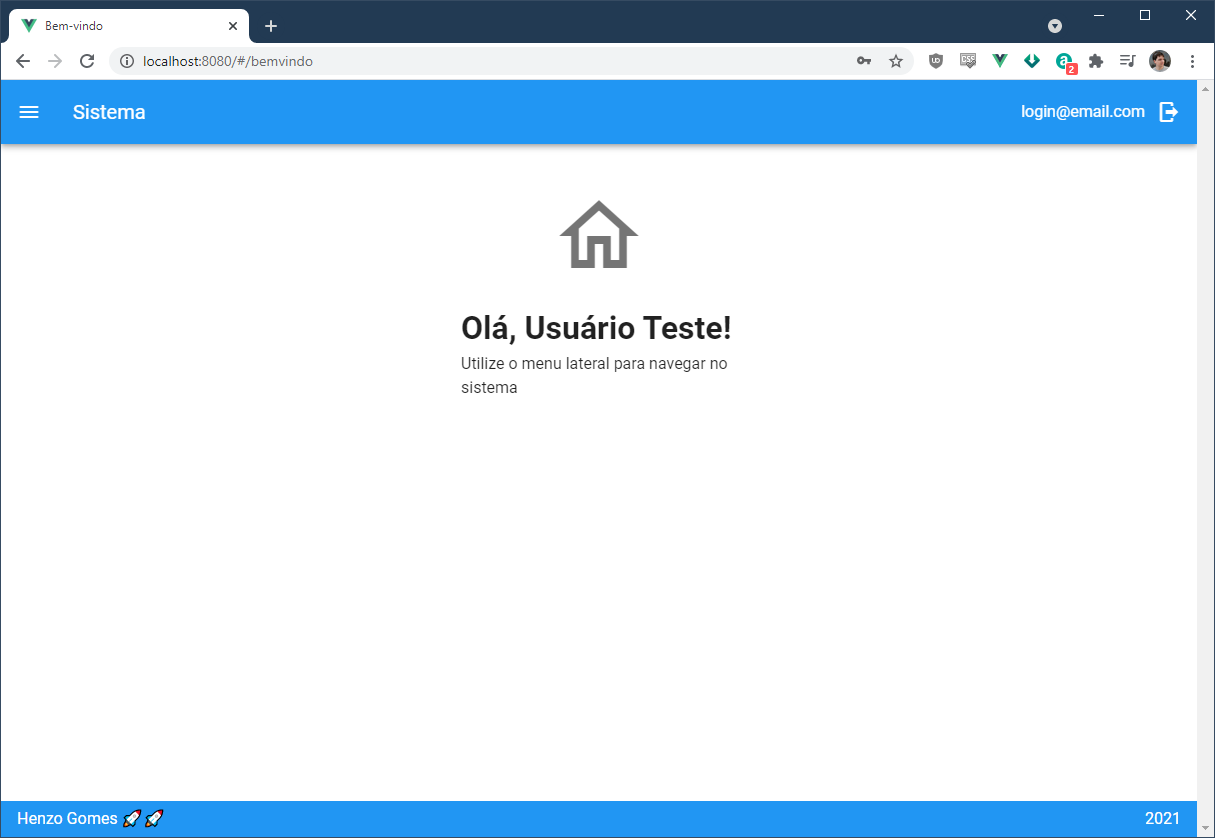 Bem-vindo
localhost:8080/#/bemvindo
2
Sistema
login@email.com
Olá, Usuário Teste!
Utilize o menu lateral para navegar no
sistema
Henzo Gomes 🚀🚀
2021